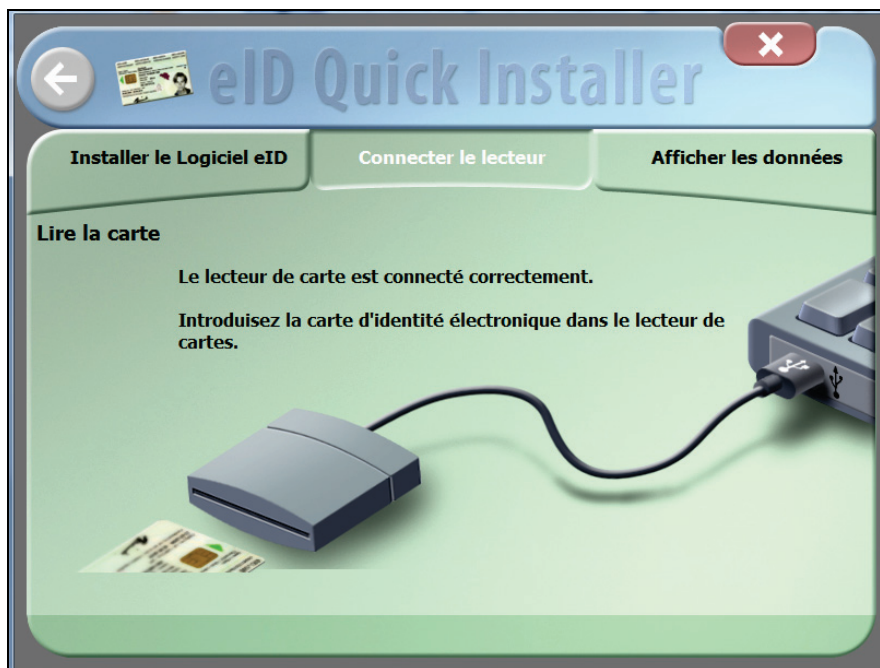 eID Quick Installer
Installer le Logiciel eID
Connecter le lecteur
Afficher les données
Lire la carte
Le lecteur de carte est connecté correctement.
Introduisez la carte d'identité électronique dans le lecteur de
cartes.